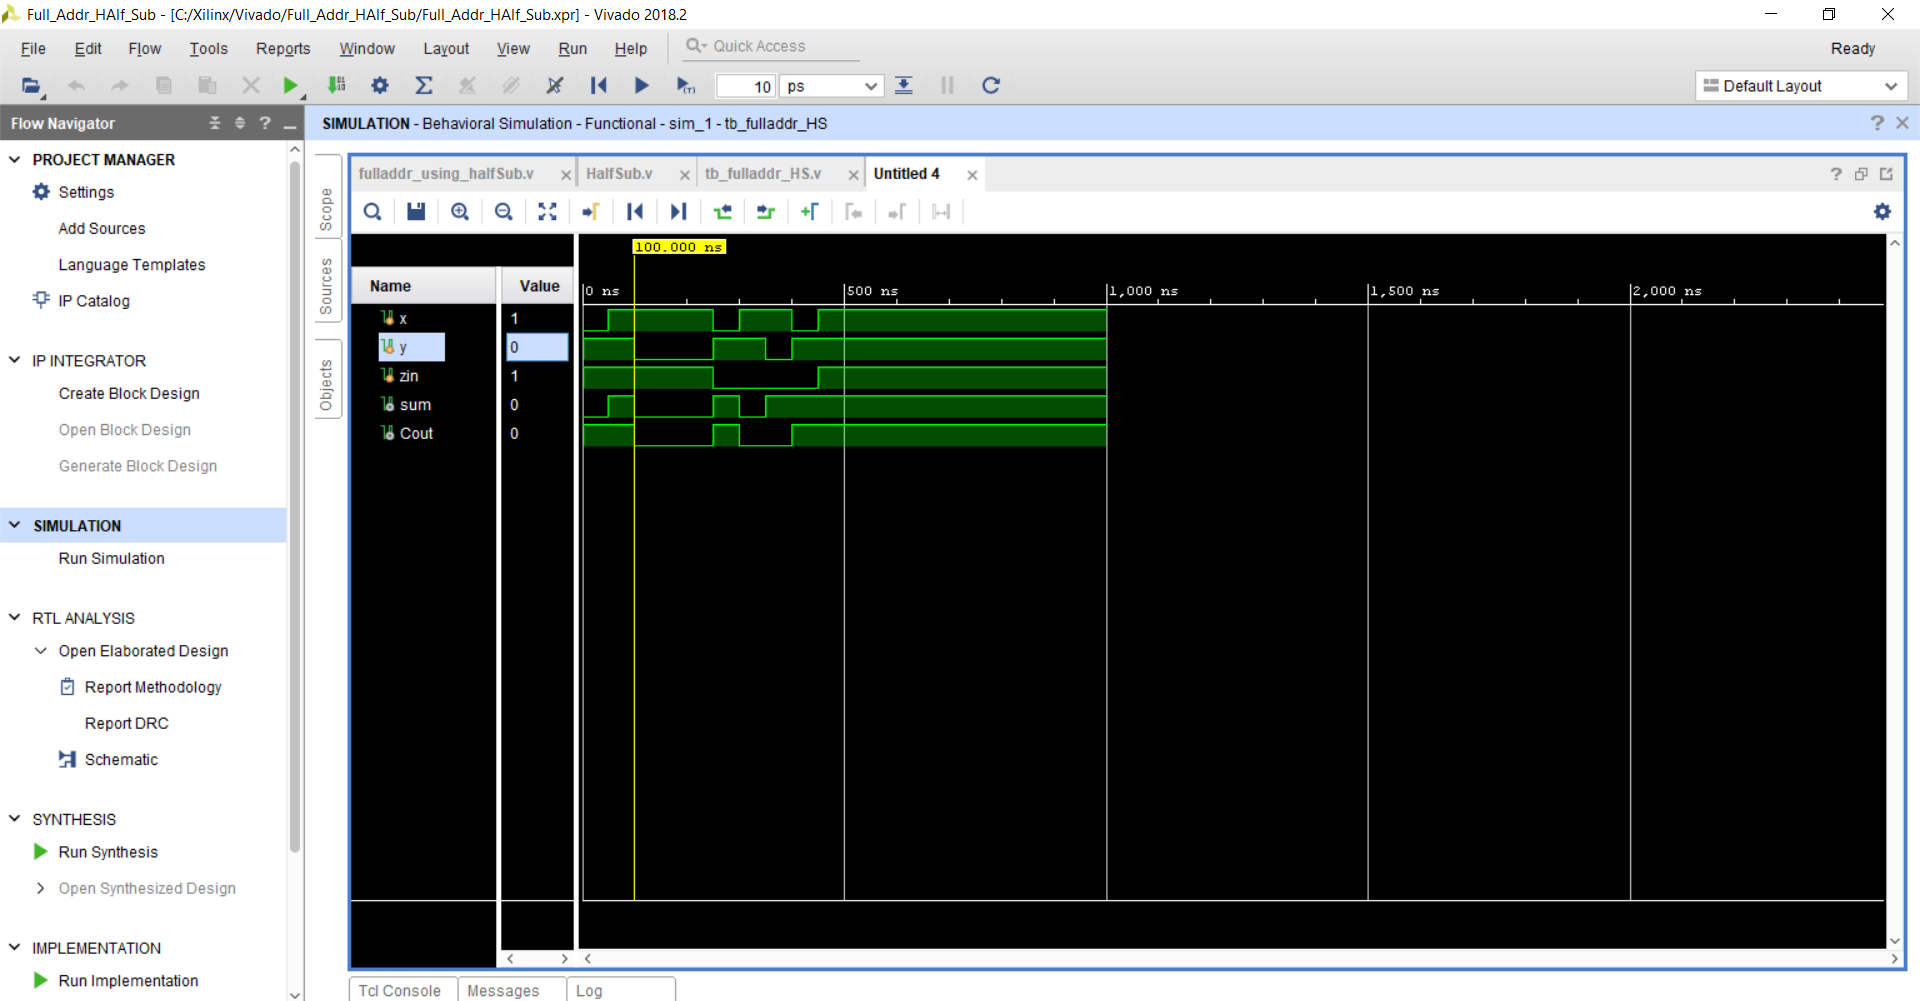 Full_Addr_HAlf_Sub - [C:/Xilinx/Vivado/Full_Addr_HAlf_Sub/Full_Addr_HAlf_Sub.xpr] - Vivado 2018.2
File Edit Flow Tools Reports Window Layout View Run Help Quick Access Ready
10 ps Default Layout
Flow Navigator
SIMULATION - Behavioral Simulation - Functional - sim_1 - tb_fulladdr_HS
PROJECT MANAGER
Settings
Add Sources
Language Templates
IP Catalog
IP INTEGRATOR
Create Block Design
Open Block Design
Generate Block Design
SIMULATION
Run Simulation
RTL ANALYSIS
Open Elaborated Design
Report Methodology
Report DRC
Schematic
SYNTHESIS
Run Synthesis
Open Synthesized Design
IMPLEMENTATION
Run Implementation
Scope
Sources
Objects
fulladdr_using_halfSub.v HalfSub.v tb_fulladdr_HS.v Untitled 4
100.000 ns
Name Value
0 ns 500 ns 1,000 ns 1,500 ns 2,000 ns
x 1
y 0
zin 1
sum 0
Cout 0
Tcl Console Messages Log